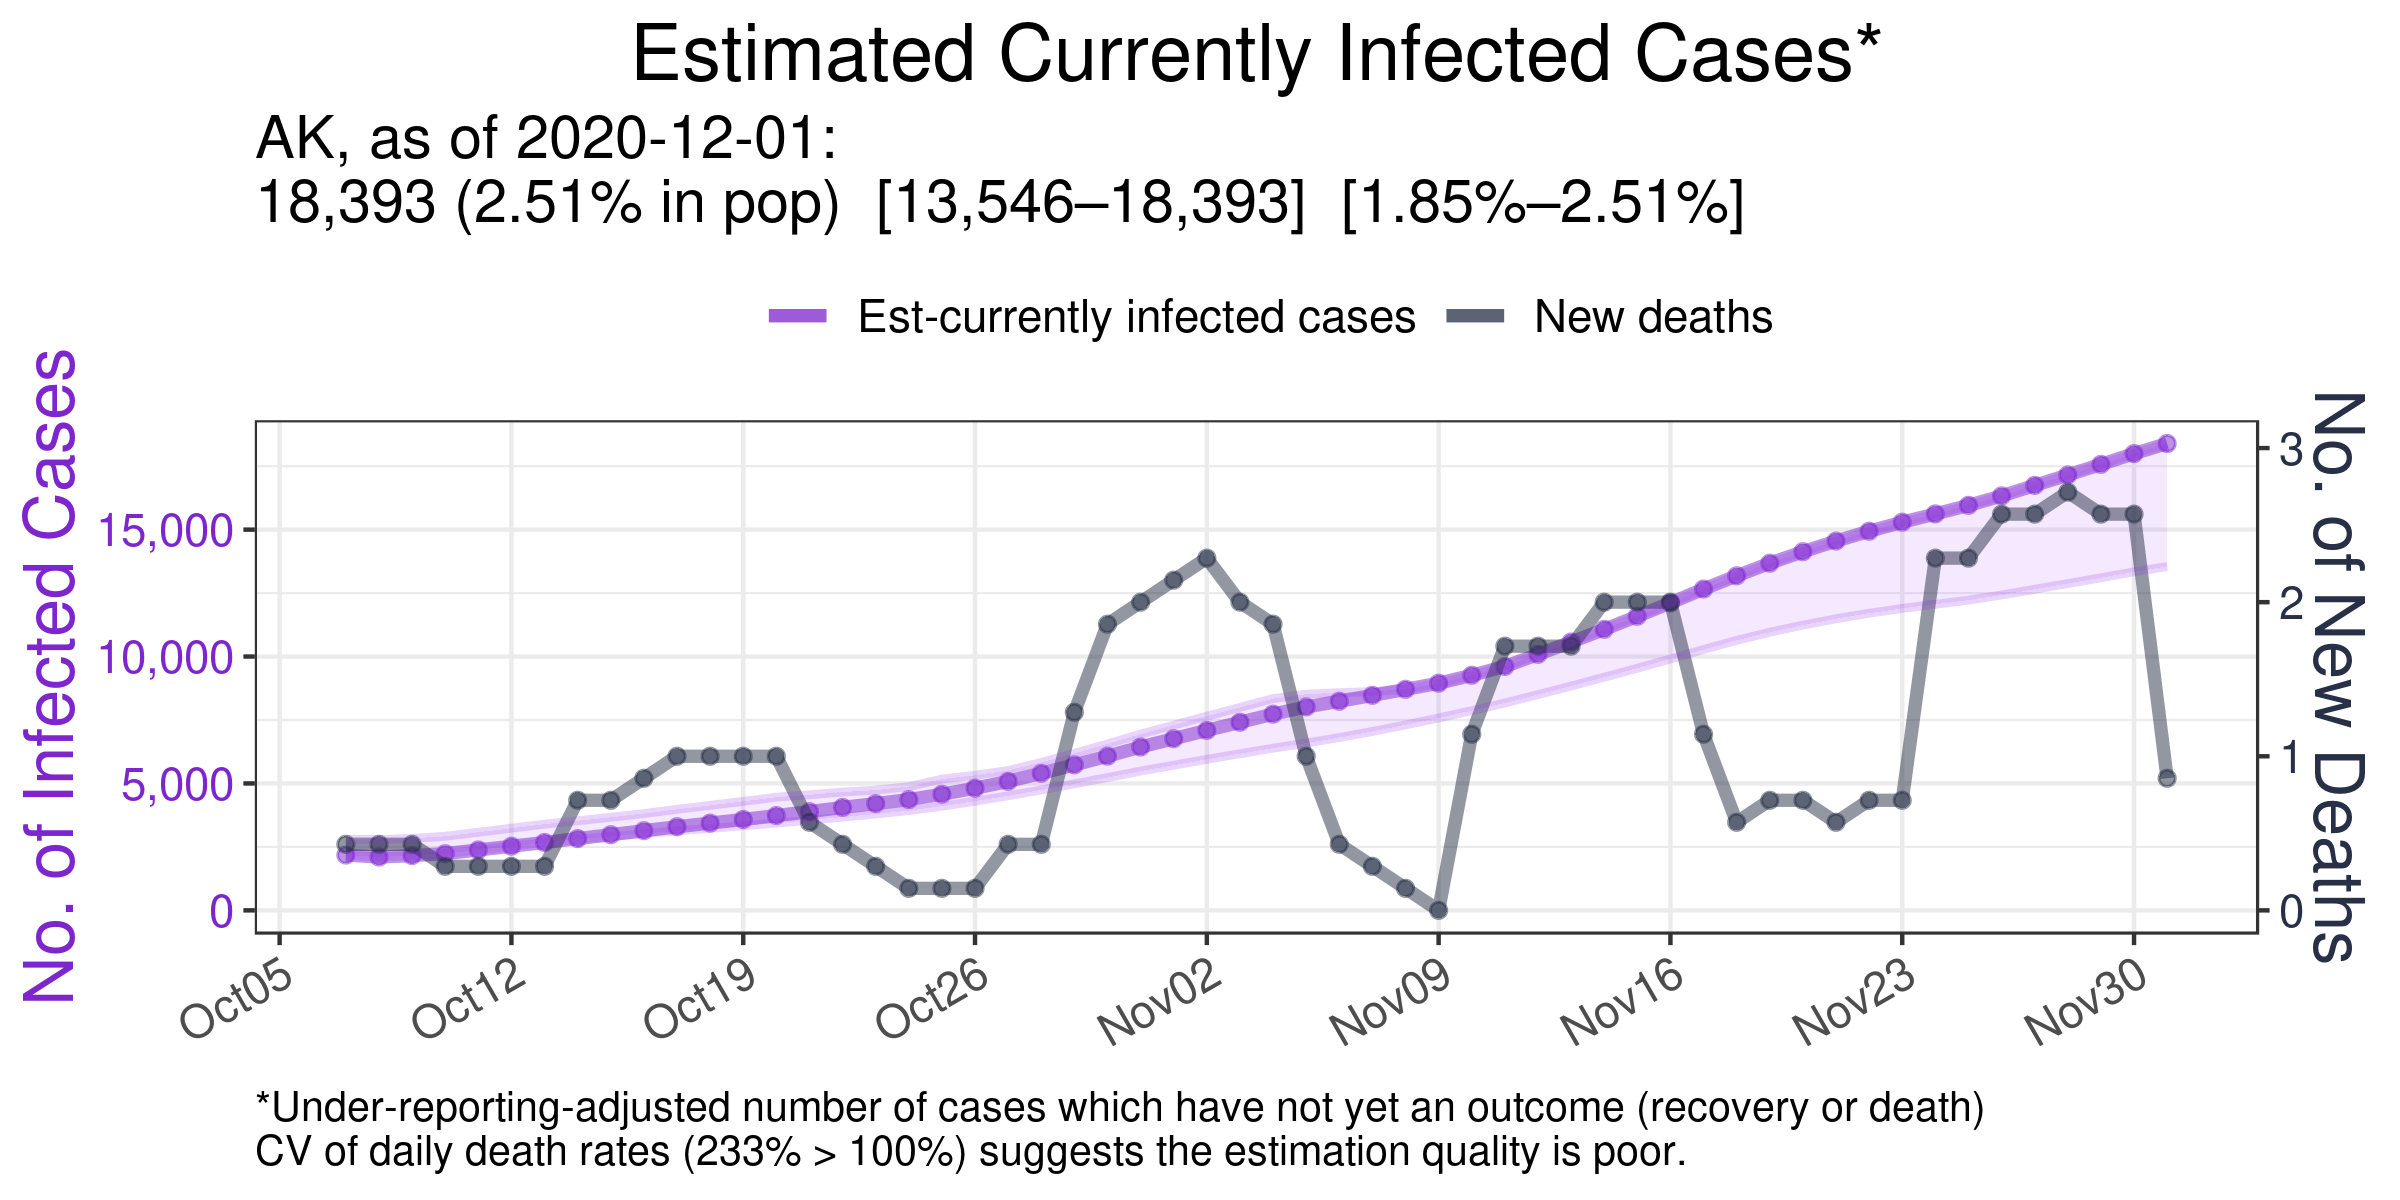 Estimated Currently Infected Cases*
AK, as of 2020-12-01:
18,393 (2.51% in pop)  [13,546–18,393]  [1.85%–2.51%]
Est-currently infected cases
New deaths
No. of Infected Cases
15,000
10,000
5,000
0
3
2
1
0
No. of New Deaths
Oct05
Oct12
Oct19
Oct26
Nov02
Nov09
Nov16
Nov23
Nov30
*Under-reporting-adjusted number of cases which have not yet an outcome (recovery or death)
CV of daily death rates (233% > 100%) suggests the estimation quality is poor.